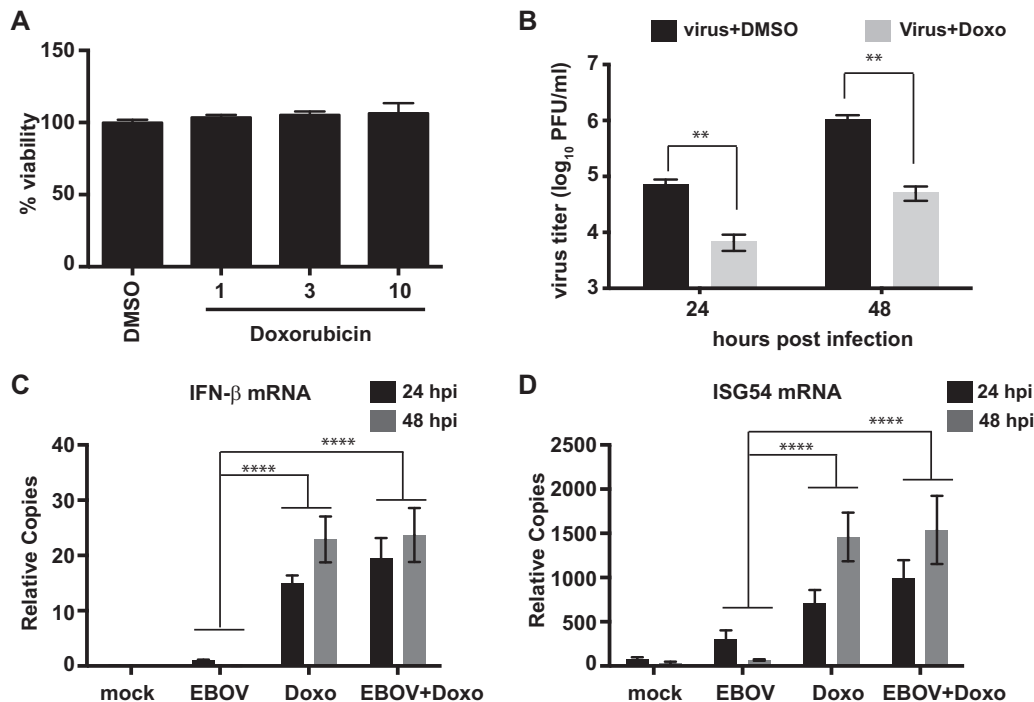 A
150
100
50
0
% viability
DMSO
1
3
10
Doxorubicin
B
virus+DMSO
Virus+Doxo
7
6
5
4
3
virus titer (log10 PFU/ml)
**
**
24
48
hours post infection
C
IFN-β mRNA
24 hpi
48 hpi
40
30
20
10
0
Relative Copies
****
****
mock
EBOV
Doxo
EBOV+Doxo
D
ISG54 mRNA
24 hpi
48 hpi
2500
2000
1500
1000
500
0
Relative Copies
****
****
mock
EBOV
Doxo
EBOV+Doxo